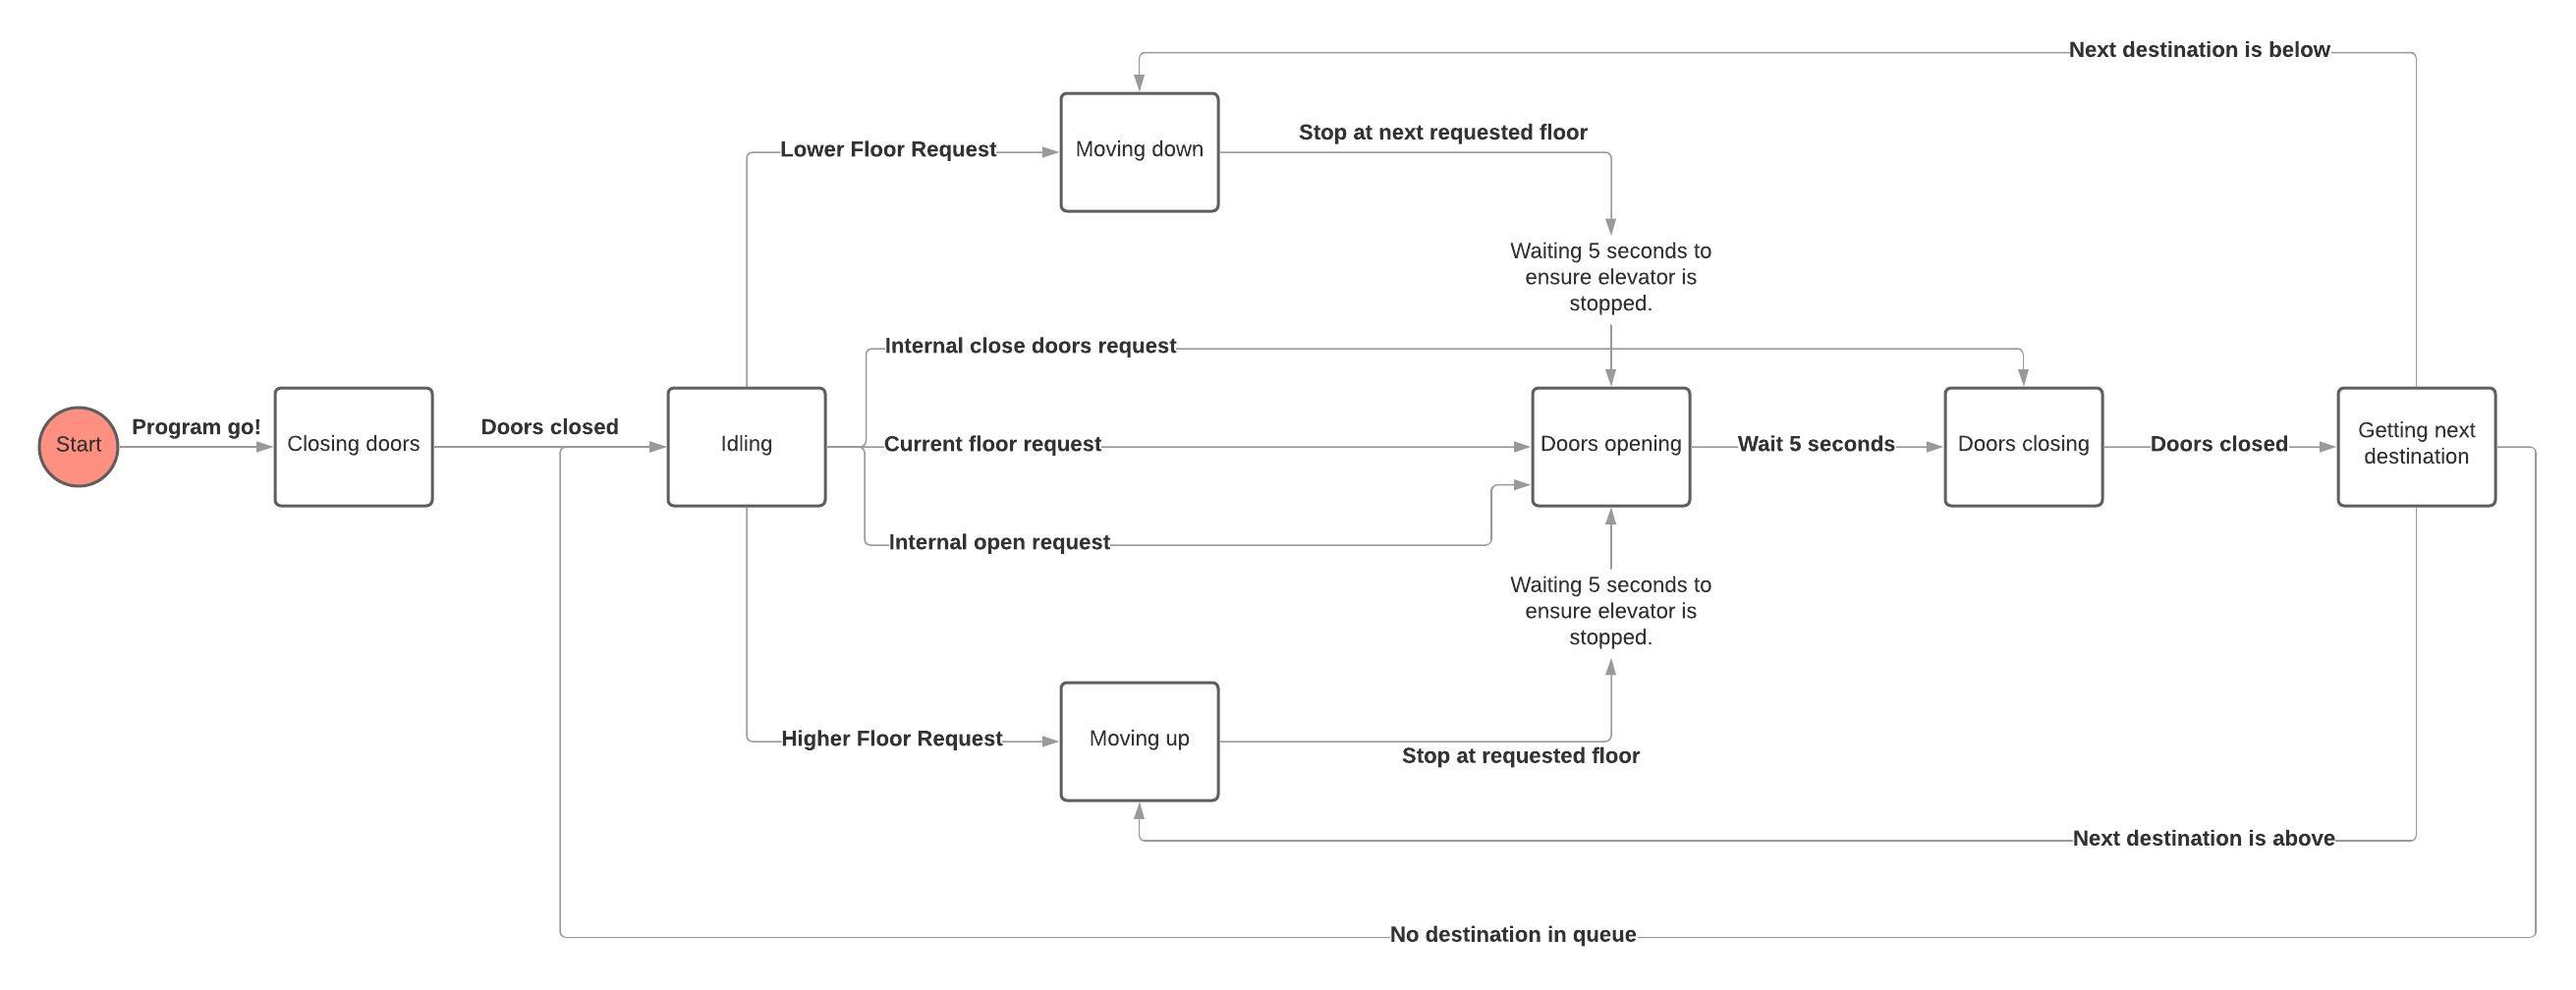 Next destination is below
Lower Floor Request
Moving down
Stop at next requested floor
Waiting 5 seconds to
ensure elevator is
stopped.
Internal close doors request
Start
Program go!
Closing doors
Doors closed
Idling
Current floor request
Doors opening
Wait 5 seconds
Doors closing
Doors closed
Getting next
destination
Internal open request
Waiting 5 seconds to
ensure elevator is
stopped.
Higher Floor Request
Moving up
Stop at requested floor
Next destination is above
No destination in queue